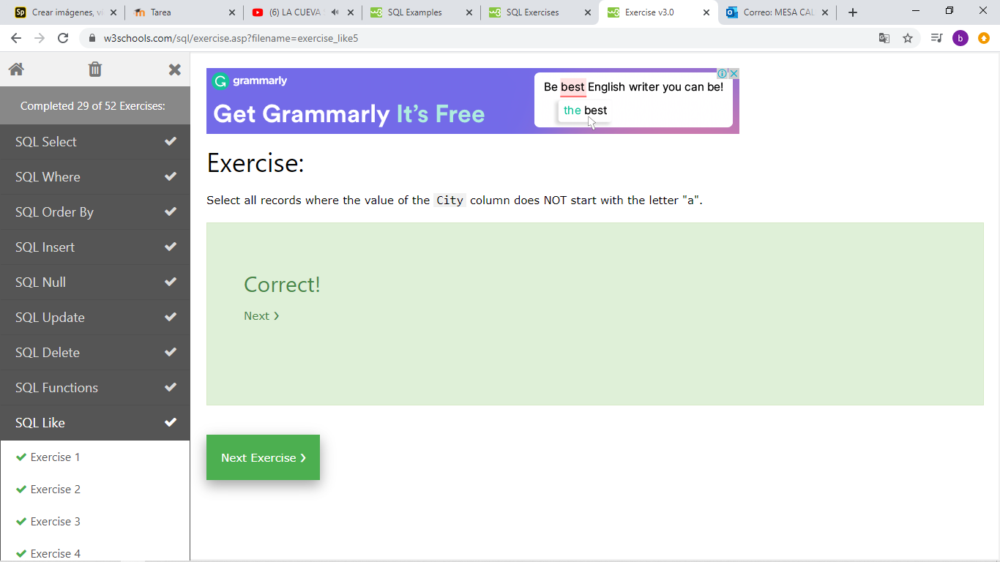 Crear imágenes, ví
Tarea
(6) LA CUEVA
SQL Examples
SQL Exercises
Exercise v3.0
Correo: MESA CAL
w3schools.com/sql/exercise.asp?filename=exercise_like5
b
Completed 29 of 52 Exercises:
SQL Select
SQL Where
SQL Order By
SQL Insert
SQL Null
SQL Update
SQL Delete
SQL Functions
SQL Like
Exercise 1
Exercise 2
Exercise 3
Exercise 4
grammarly
Get Grammarly It's Free
Be best English writer you can be!
the best
Exercise:
Select all records where the value of the City column does NOT start with the letter "a".
Correct!
Next ❯
Next Exercise ❯